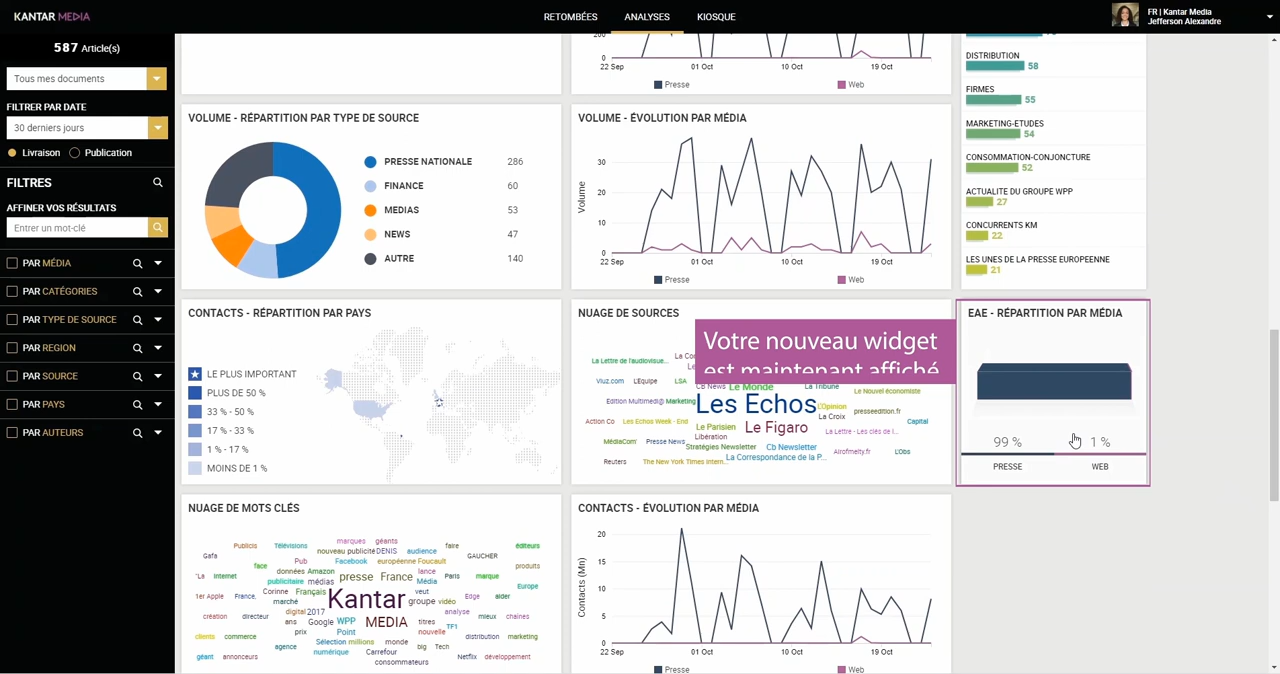 KANTAR MEDIA
RETOMBÉES
ANALYSES
KIOSQUE
FR | Kantar Media
Jefferson Alexandre
587 Article(s)
Tous mes documents
FILTRER PAR DATE
30 derniers jours
Livraison
Publication
FILTRES
AFFINER VOS RÉSULTATS
Entrer un mot-clé
PAR MÉDIA
PAR CATÉGORIES
PAR TYPE DE SOURCE
PAR REGION
PAR SOURCE
PAR PAYS
PAR AUTEURS
0
22 Sep
01 Oct
10 Oct
19 Oct
Presse
Web
DISTRIBUTION
58
FIRMES
55
MARKETING-ETUDES
54
CONSOMMATION-CONJONCTURE
52
ACTUALITE DU GROUPE WPP
27
CONCURRENTS KM
22
LES UNES DE LA PRESSE EUROPEENNE
21
VOLUME - RÉPARTITION PAR TYPE DE SOURCE
PRESSE NATIONALE 286
FINANCE 60
MEDIAS 53
NEWS 47
AUTRE 140
VOLUME - ÉVOLUTION PAR MÉDIA
Volume
30
20
10
0
22 Sep
01 Oct
10 Oct
19 Oct
Presse
Web
CONTACTS - RÉPARTITION PAR PAYS
LE PLUS IMPORTANT
PLUS DE 50 %
33 % - 50 %
17 % - 33 %
1 % - 17 %
MOINS DE 1 %
NUAGE DE SOURCES
Votre nouveau widget
est maintenant affiché
La Lettre de l'audiovisue...
Viuz.com L'Equipe LSA CB News Le Monde La Tribune Le Nouvel économiste
Edition Multimedi@ Marketing Les Echos L'Opinion presseedition.fr
Action Co Les Echos Week - End Le Parisien Le Figaro La Croix Capital
MédiaCom' Presse News Libération La Lettre - Les clés de l...
Stratégies Newsletter Cb Newsletter Airofmelty.fr L'Obs
Reuters The New York Times Intern... La Correspondance de la P...
EAE - RÉPARTITION PAR MÉDIA
99 %
1 %
PRESSE
WEB
NUAGE DE MOTS CLÉS
marques géants
Publicis Télévisions nouveau publicité DENIS audience faire éditeurs
Gafa Pub Facebook européenne Foucault GAUCHER
face données Amazon lance produits
"La Internet publicitaire médias presse France Média Paris marque
Corinne Français veut Europe
1er Apple France, marché Kantar groupe vidéo Edge aider
création directeur digital 2017 analyse mieux chaines
ans Google WPP MEDIA titres
clients commerce prix Point nouvelle TF1 distribution marketing
agence Sélection millions monde big Tech
géant annonceurs numérique Carrefour Netflix développement
consommateurs
CONTACTS - ÉVOLUTION PAR MÉDIA
Contacts (Mn)
20
15
10
5
0
22 Sep
01 Oct
10 Oct
19 Oct
Presse
Web